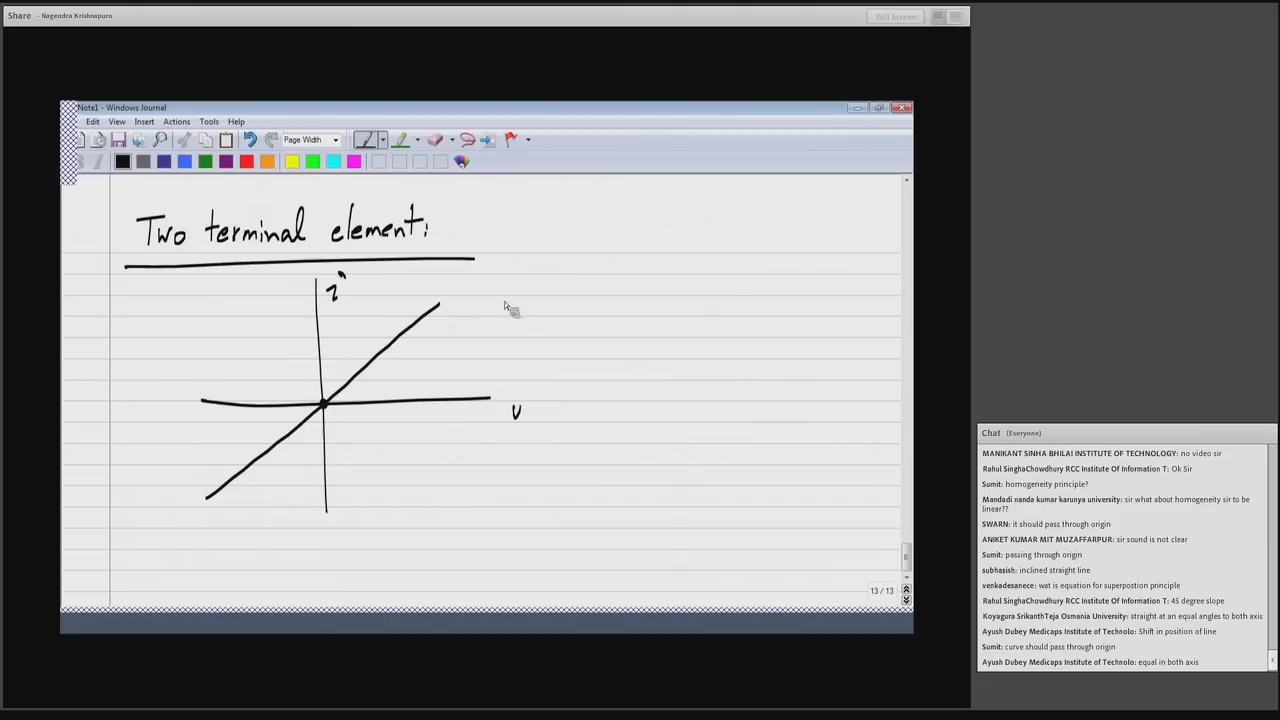 Share - Nagendra Krishnapura
Full Screen
Note1 - Windows Journal
Edit View Insert Actions Tools Help
Page Width
Two terminal element:
i
v
13 / 13
Chat (Everyone)
MANIKANT SINHA BHILAI INSTITUTE OF TECHNOLOGY: no video sir
Rahul SinghaChowdhury RCC Institute Of Information T: Ok Sir
Sumit: homogeneity principle?
Mandadi nanda kumar karunya university: sir what about homogeneity sir to be
linear??
SWARN: it should pass through origin
ANIKET KUMAR MIT MUZAFFARPUR: sir sound is not clear
Sumit: passing through origin
subhasish: inclined straight line
venkadesanece: wat is equation for superpostion principle
Rahul SinghaChowdhury RCC Institute Of Information T: 45 degree slope
Koyagura SrikanthTeja Osmania University: straight at an equal angles to both axis
Ayush Dubey Medicaps Institute of Technolo: Shift in position of line
Sumit: curve should pass through origin
Ayush Dubey Medicaps Institute of Technolo: equal in both axis